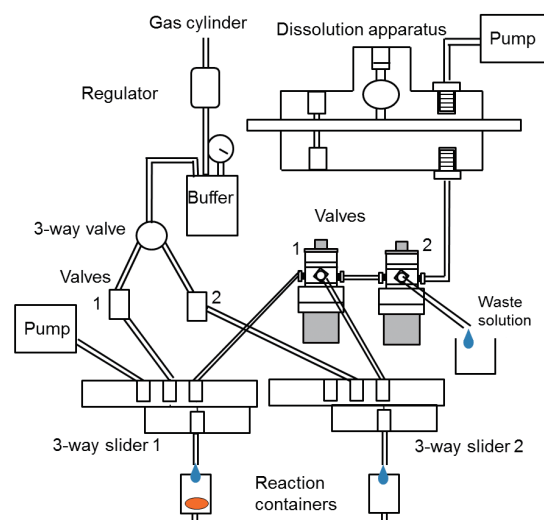 Gas cylinder
Dissolution apparatus
Pump
Regulator
Buffer
3-way valve
Valves
1
2
Valves
1
2
Waste
solution
Pump
3-way slider 1
3-way slider 2
Reaction
containers